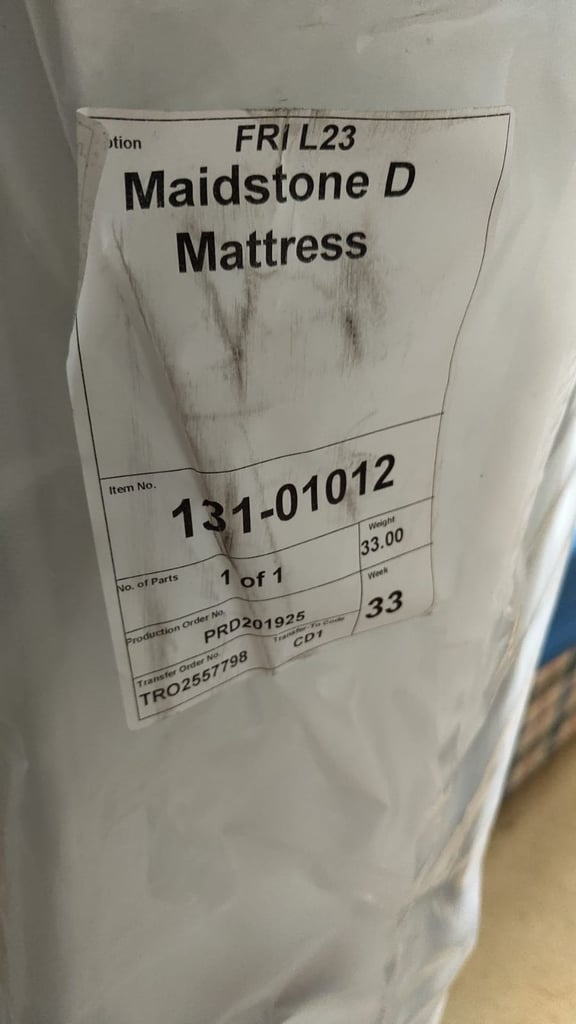 FRI L23
Maidstone D
Mattress
Item No.
131-01012
No. of Parts
1 of 1
Weight
33.00
Production Order No.
PRD201925
Week
33
Transfer Order No.
TRO2557798
Transfer-To Code
CD1